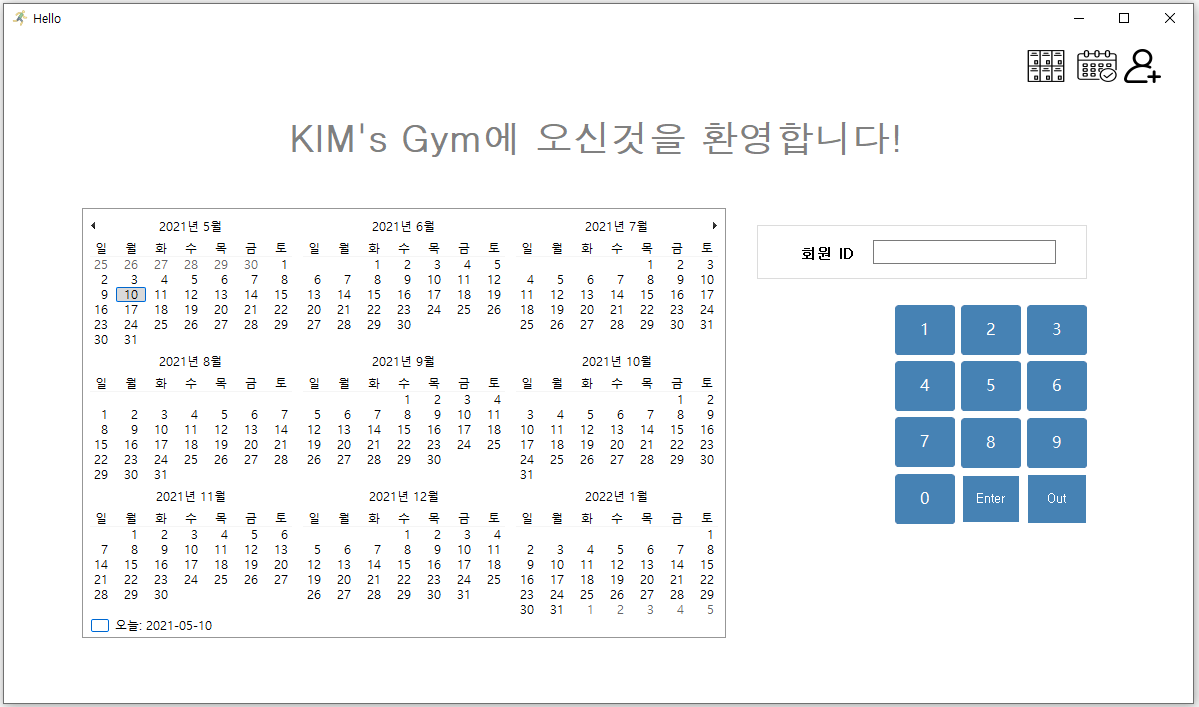 Hello
KIM's Gym에 오신것을 환영합니다!
2021년 5월 2021년 6월 2021년 7월
일 월 화 수 목 금 토 일 월 화 수 목 금 토 일 월 화 수 목 금 토
25 26 27 28 29 30 1 1 2 3 4 5 1 2 3
2 3 4 5 6 7 8 6 7 8 9 10 11 12 4 5 6 7 8 9 10
9 10 11 12 13 14 15 13 14 15 16 17 18 19 11 12 13 14 15 16 17
16 17 18 19 20 21 22 20 21 22 23 24 25 26 18 19 20 21 22 23 24
23 24 25 26 27 28 29 27 28 29 30 25 26 27 28 29 30 31
30 31
2021년 8월 2021년 9월 2021년 10월
일 월 화 수 목 금 토 일 월 화 수 목 금 토 일 월 화 수 목 금 토
1 2 3 4 1 2
1 2 3 4 5 6 7 5 6 7 8 9 10 11 3 4 5 6 7 8 9
8 9 10 11 12 13 14 12 13 14 15 16 17 18 10 11 12 13 14 15 16
15 16 17 18 19 20 21 19 20 21 22 23 24 25 17 18 19 20 21 22 23
22 23 24 25 26 27 28 26 27 28 29 30 24 25 26 27 28 29 30
29 30 31 31
2021년 11월 2021년 12월 2022년 1월
일 월 화 수 목 금 토 일 월 화 수 목 금 토 일 월 화 수 목 금 토
1 2 3 4 5 6 1 2 3 4 1
7 8 9 10 11 12 13 5 6 7 8 9 10 11 2 3 4 5 6 7 8
14 15 16 17 18 19 20 12 13 14 15 16 17 18 9 10 11 12 13 14 15
21 22 23 24 25 26 27 19 20 21 22 23 24 25 16 17 18 19 20 21 22
28 29 30 26 27 28 29 30 31 23 24 25 26 27 28 29
30 31 1 2 3 4 5
오늘: 2021-05-10
회원 ID
1 2 3
4 5 6
7 8 9
0 Enter Out